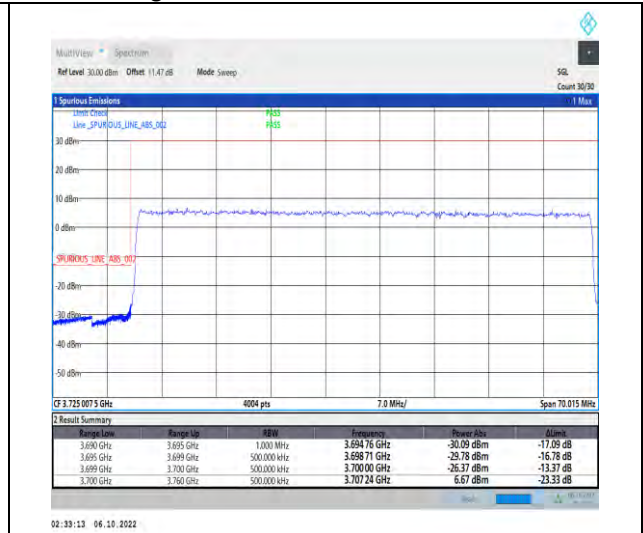 MultiView Spectrum
Ref Level 30.00 dBm Offset 11.47 dB Mode Sweep SGL
Count 30/30
1 Spurious Emissions 1 Max
Limit Check PASS
Line _SPURIOUS_LINE_ABS_002 PASS
30 dBm
20 dBm
10 dBm
0 dBm
SPURIOUS_LINE_ABS_002
-20 dBm
-30 dBm
-40 dBm
-50 dBm
CF 3.725 007 5 GHz 4004 pts 7.0 MHz/ Span 70.015 MHz
2 Result Summary
Range Low Range Up RBW Frequency Power Abs ΔLimit
3.690 GHz 3.695 GHz 1.000 MHz 3.694 76 GHz -30.09 dBm -17.09 dB
3.695 GHz 3.699 GHz 500.000 kHz 3.698 71 GHz -29.78 dBm -16.78 dB
3.699 GHz 3.700 GHz 500.000 kHz 3.700 00 GHz -26.37 dBm -13.37 dB
3.700 GHz 3.760 GHz 500.000 kHz 3.707 24 GHz 6.67 dBm -23.33 dB
02:33:13 06.10.2022